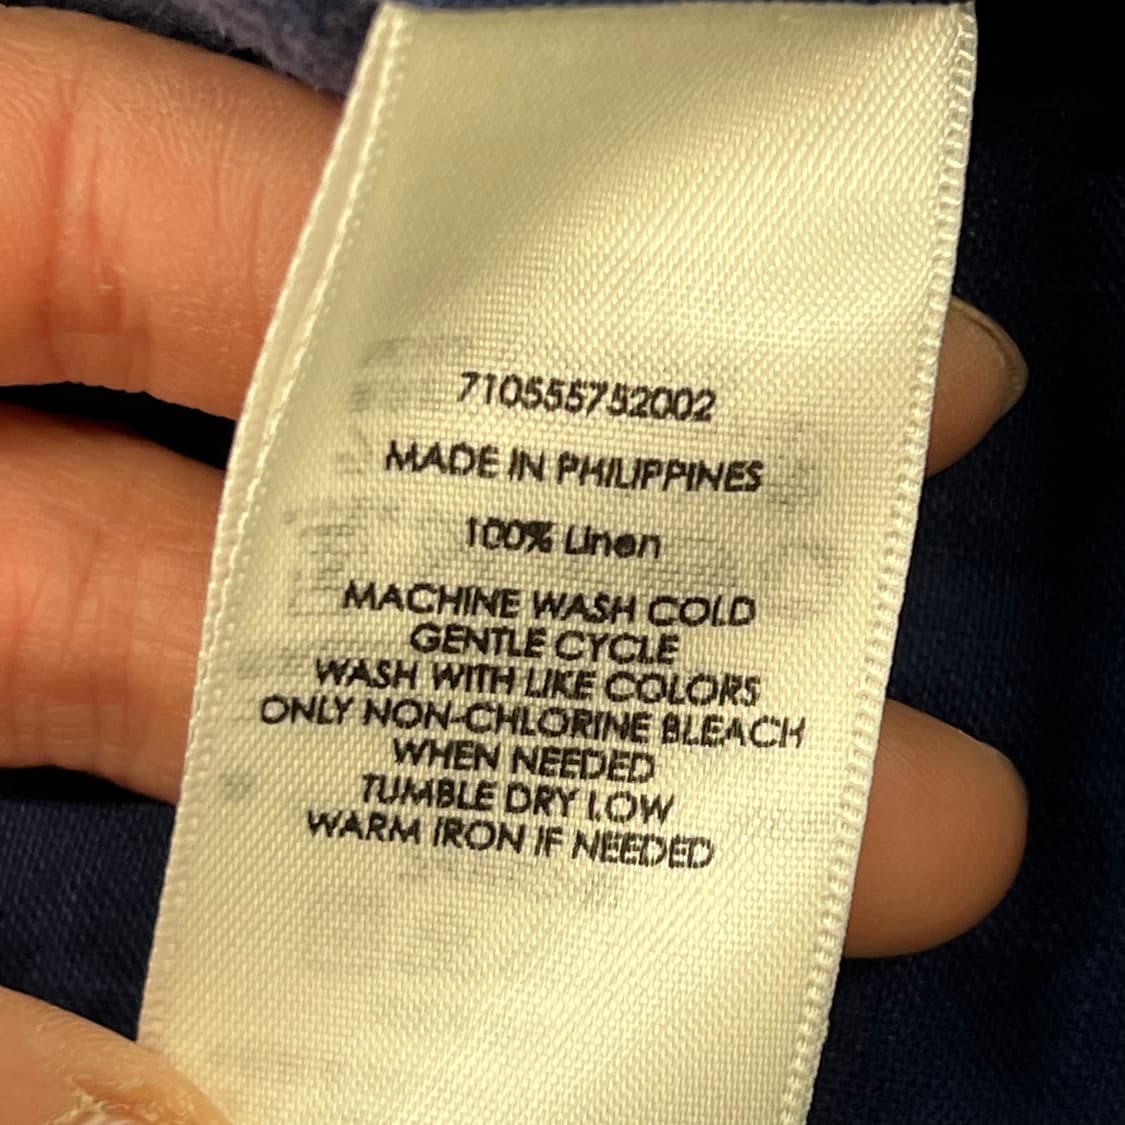 710555752002
MADE IN PHILIPPINES
100% Linen
MACHINE WASH COLD
GENTLE CYCLE
WASH WITH LIKE COLORS
ONLY NON-CHLORINE BLEACH
WHEN NEEDED
TUMBLE DRY LOW
WARM IRON IF NEEDED